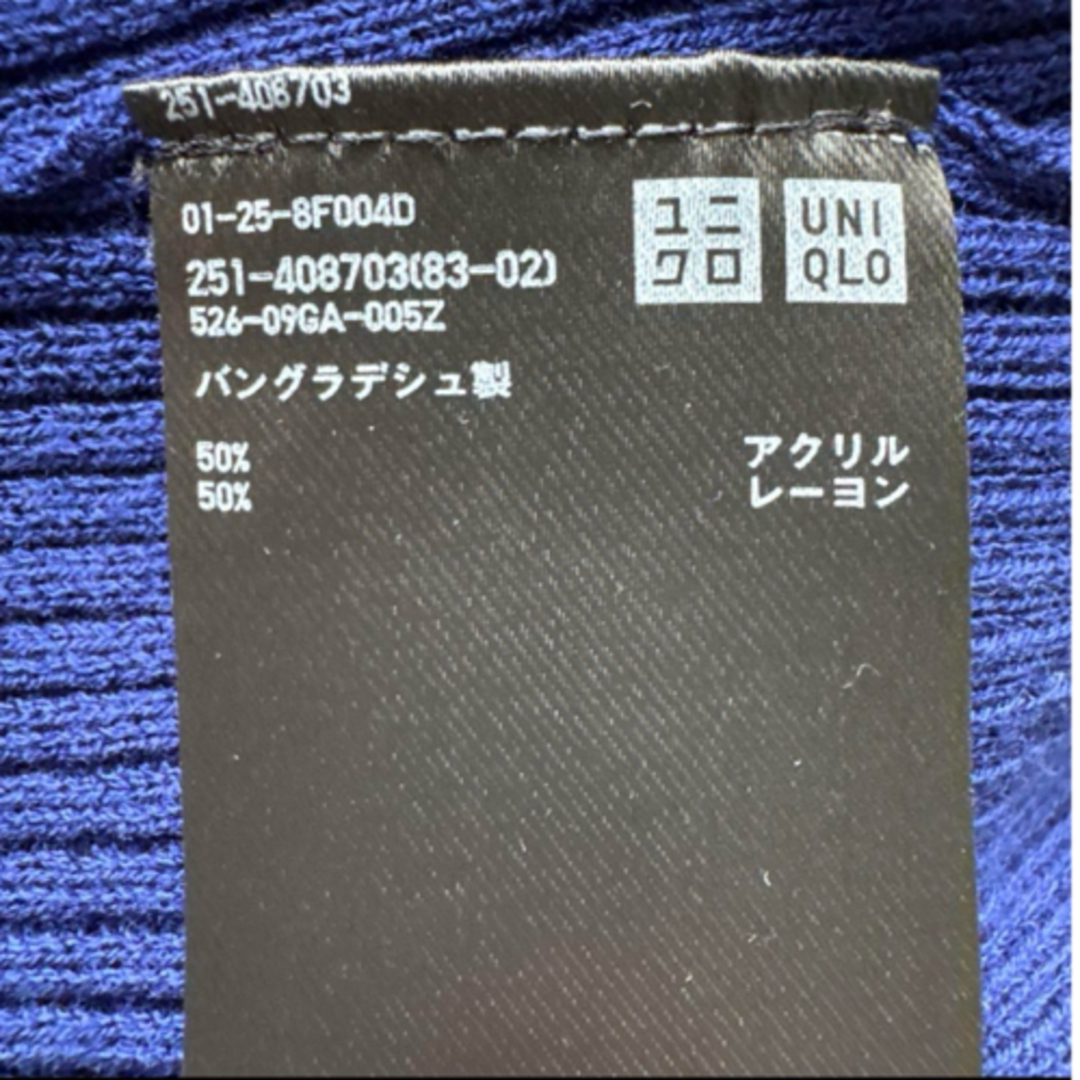 251-408703
01-25-8F004D
251-408703(83-02)
526-09GA-005Z
ユニ
クロ
UNI
QLO
バングラデシュ製
50% アクリル
50% レーヨン